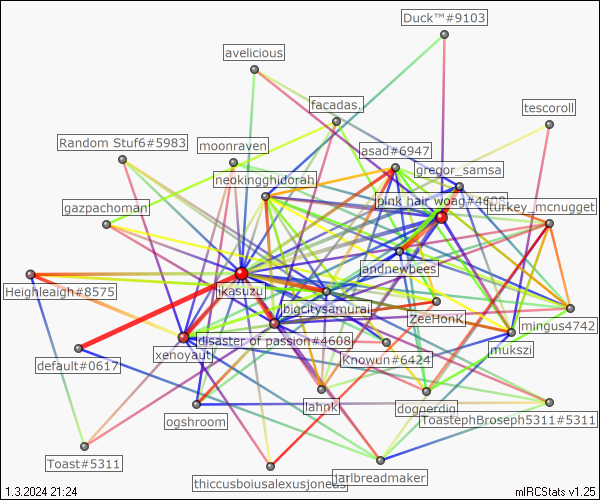 Duck™#9103
avelicious
facadas.
tescoroll
Random Stuf6#5983
moonraven
asad#6947
gregor_samsa
neokingghidorah
pink hair woag#4608
turkey_mcnugget
gazpachoman
andnewbees
Heighleigh#8575
ikasuzu
bigcitysamurai
ZeeHonk
mingus4742
disaster of passion#4608
mukszi
xenoyaut
Knowun#6424
default#0617
lahnk
doggerdig
ToastephBroseph5311#5311
ogshroom
Toast#5311
thiccusboiusalexusjoneus
jarlbreadmaker
1.3.2024 21:24
mIRCStats v1.25